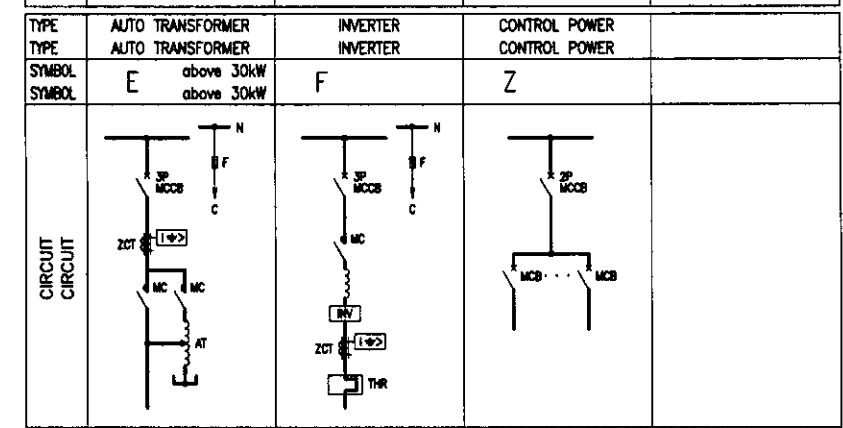 TYPE AUTO TRANSFORMER INVERTER CONTROL POWER
TYPE AUTO TRANSFORMER INVERTER CONTROL POWER
SYMBOL E above 30kW F Z
SYMBOL above 30kW
CIRCUIT
CIRCUIT
N
F
3P
MCCB
C
ZCT
I >
MC
MC
AT
N
F
3P
MCCB
C
MC
INV
ZCT
I >
THR
2P
MCCB
MCB
MCB